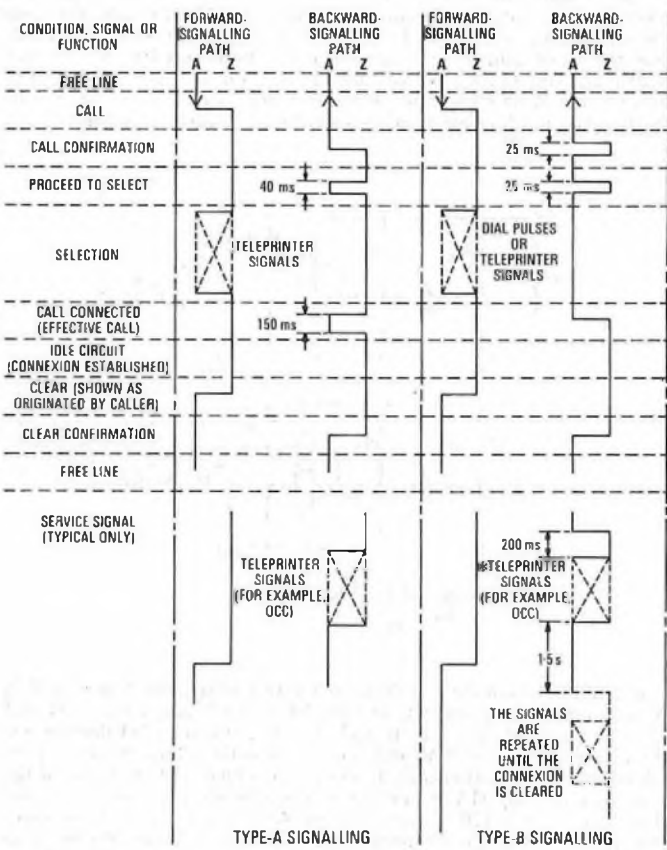 CONDITION, SIGNAL OR
FUNCTION
FORWARD-
SIGNALLING
PATH
A Z
BACKWARD-
SIGNALLING
PATH
A Z
FORWARD-
SIGNALLING
PATH
A Z
BACKWARD-
SIGNALLING
PATH
A Z
FREE LINE
CALL
CALL CONFIRMATION
25 ms
PROCEED TO SELECT
40 ms
25 ms
SELECTION
TELEPRINTER
SIGNALS
DIAL PULSES
OR
TELEPRINTER
SIGNALS
CALL CONNECTED
(EFFECTIVE CALL)
150 ms
IDLE CIRCUIT
(CONNEXION ESTABLISHED)
CLEAR (SHOWN AS
ORIGINATED BY CALLER)
CLEAR CONFIRMATION
FREE LINE
SERVICE SIGNAL
(TYPICAL ONLY)
TELEPRINTER
SIGNALS
(FOR EXAMPLE,
OCC)
200 ms
*TELEPRINTER
SIGNALS
(FOR EXAMPLE,
OCC)
1·5 s
THE SIGNALS
ARE
REPEATED
UNTIL THE
CONNEXION
IS CLEARED
TYPE-A SIGNALLING
TYPE-B SIGNALLING